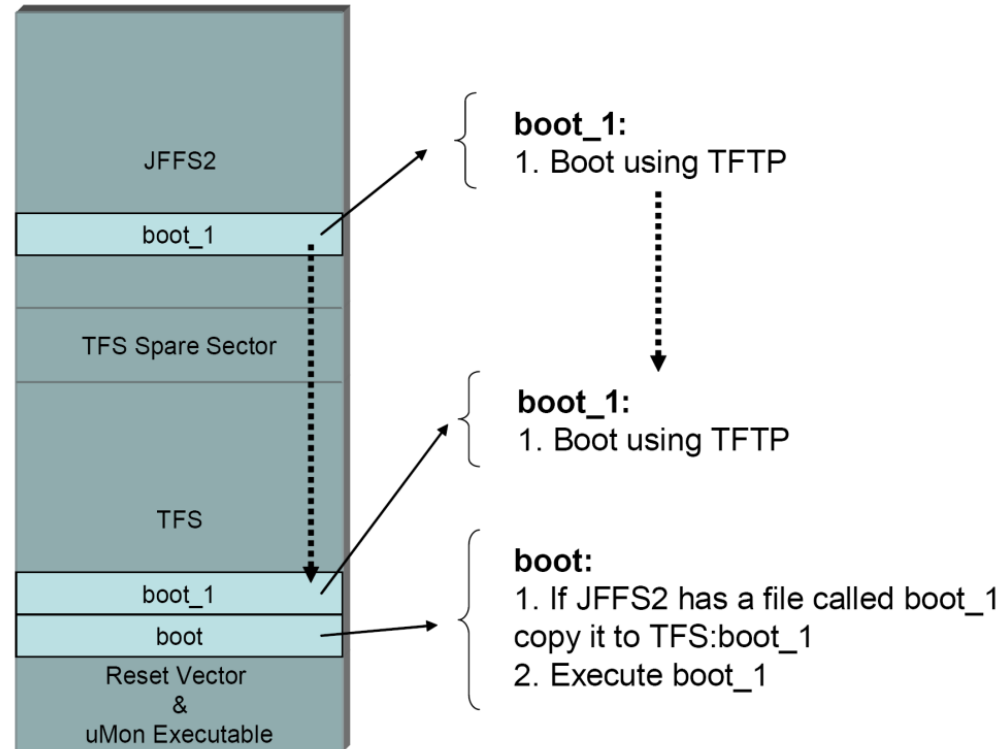 JFFS2
boot_1
TFS Spare Sector
TFS
boot_1
boot
Reset Vector
&
uMon Executable
boot_1:
1. Boot using TFTP
boot_1:
1. Boot using TFTP
boot:
1. If JFFS2 has a file called boot_1
copy it to TFS:boot_1
2. Execute boot_1